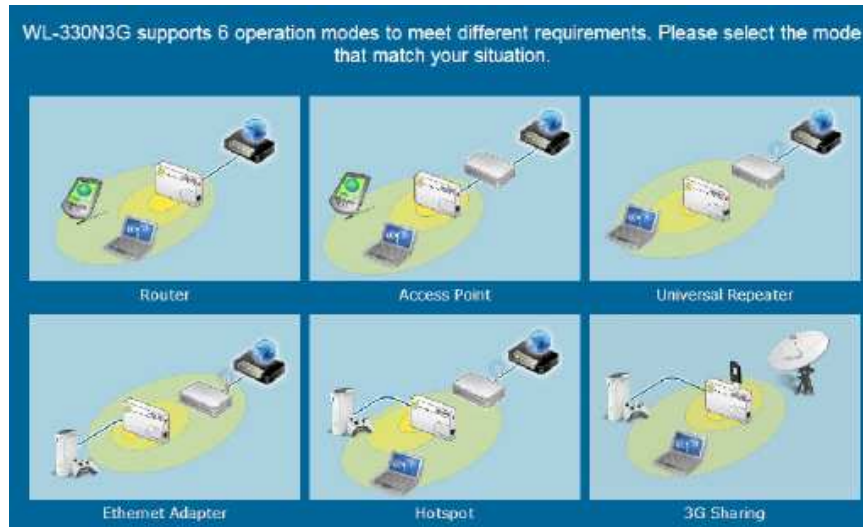 WL-330N3G supports 6 operation modes to meet different requirements. Please select the mode
that match your situation.
Router
Access Point
Universal Repeater
Ethernet Adapter
Hotspot
3G Sharing